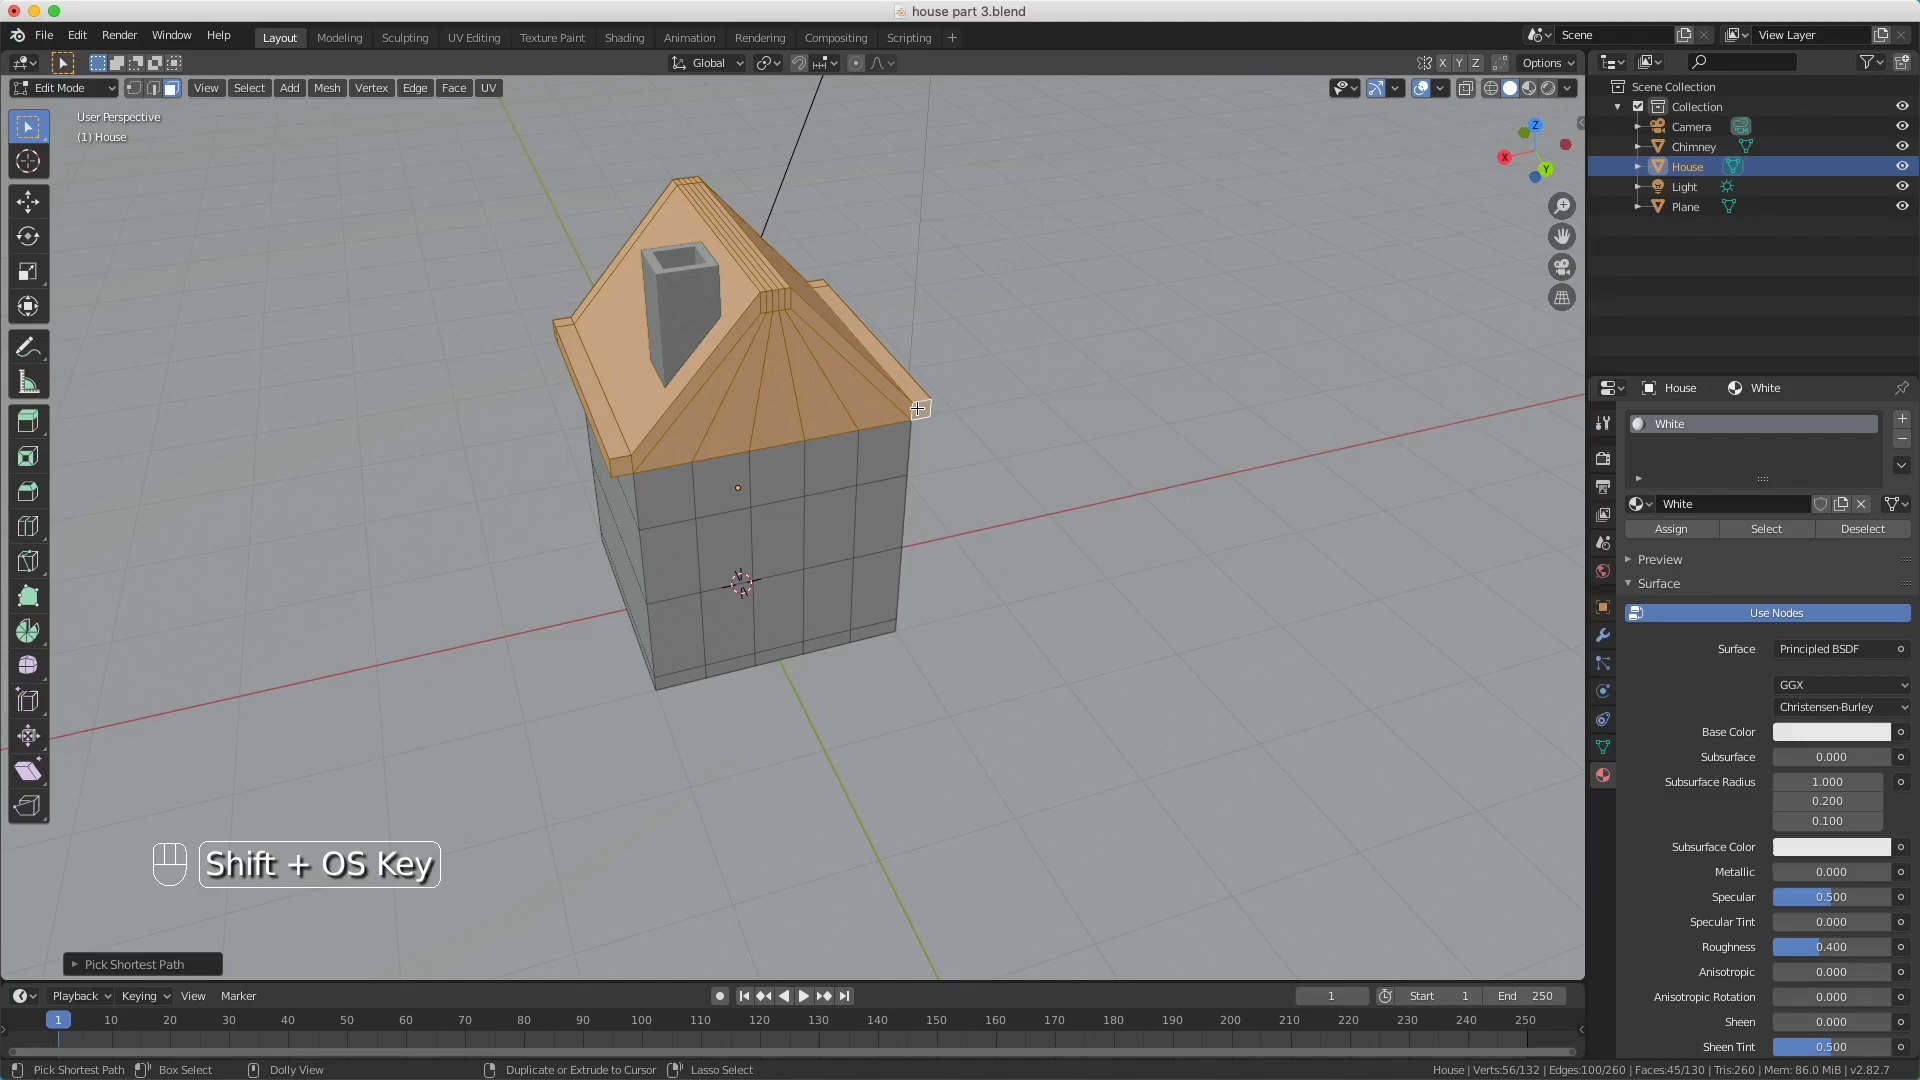 house part 3.blend
File Edit Render Window Help Layout Modeling Sculpting UV Editing Texture Paint Shading Animation Rendering Compositing Scripting + Scene View Layer
Global X Y Z Options
Edit Mode View Select Add Mesh Vertex Edge Face UV
User Perspective
(1) House
Z
X
Y
Scene Collection
Collection
Camera
Chimney
House
Light
Plane
House White
White
White
Assign Select Deselect
Preview
Surface
Use Nodes
Surface Principled BSDF
GGX
Christensen-Burley
Base Color
Subsurface 0.000
Subsurface Radius 1.000
0.200
0.100
Subsurface Color
Metallic 0.000
Specular 0.500
Specular Tint 0.000
Roughness 0.400
Anisotropic 0.000
Anisotropic Rotation 0.000
Sheen 0.000
Sheen Tint 0.500
Shift + OS Key
Pick Shortest Path
Playback Keying View Marker 1 Start 1 End 250
1 10 20 30 40 50 60 70 80 90 100 110 120 130 140 150 160 170 180 190 200 210 220 230 240 250
Pick Shortest Path Box Select Dolly View Duplicate or Extrude to Cursor Lasso Select House | Verts:56/132 | Edges:100/260 | Faces:45/130 | Tris:260 | Mem: 86.0 MiB | v2.82.7